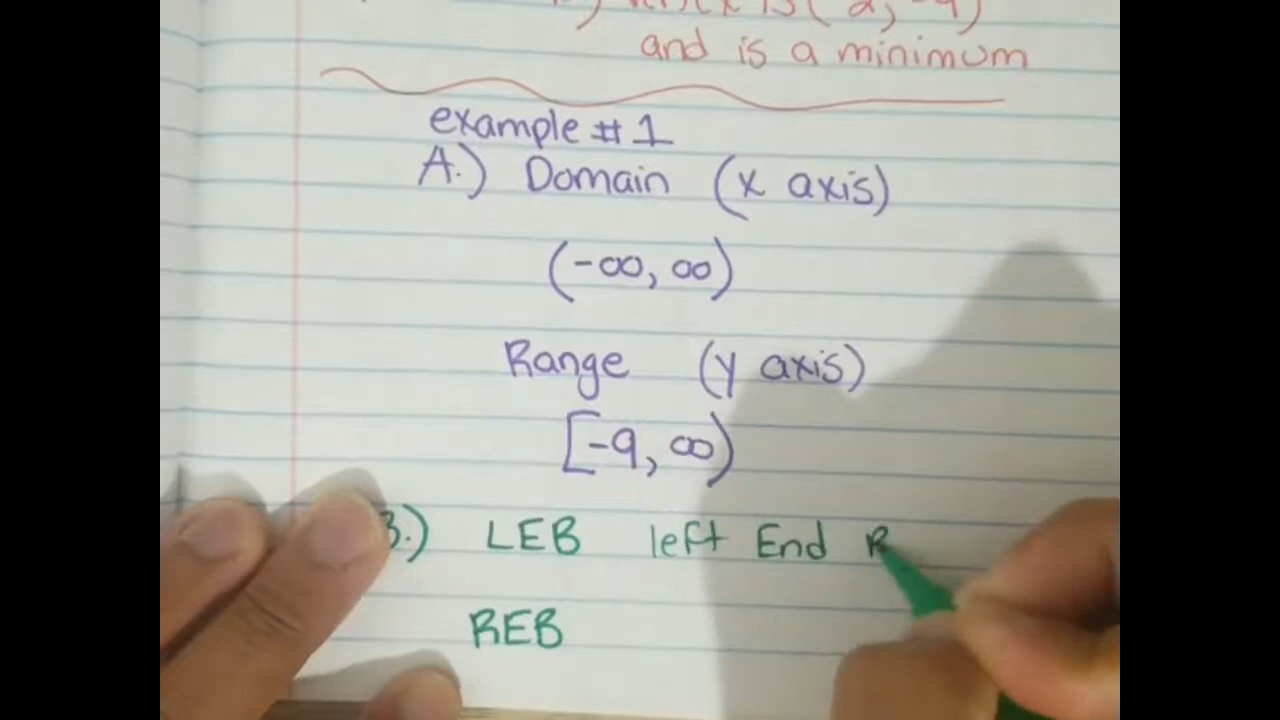 and is a minimum
example # 1
A.) Domain (x axis)
(-∞, ∞)
Range (y axis)
[-9, ∞)
B.) LEB left End B
REB